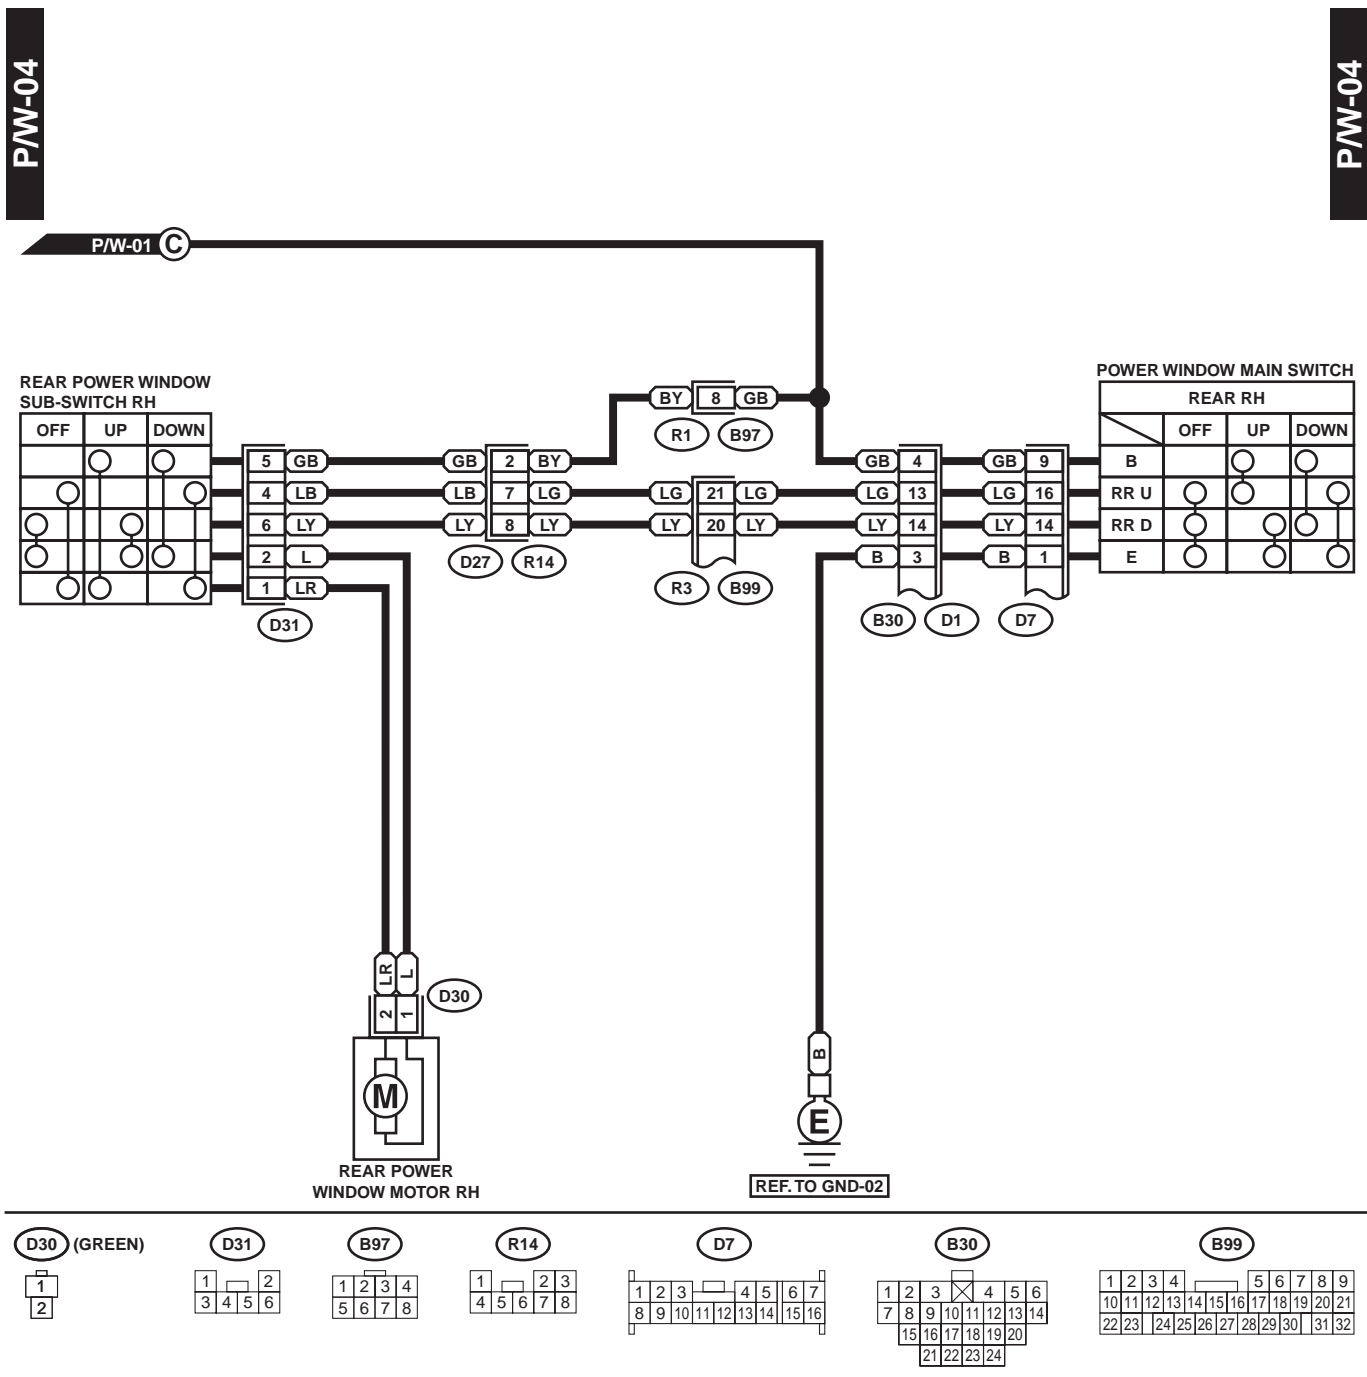 P/W-04
P/W-04
P/W-01 C
REAR POWER WINDOW
SUB-SWITCH RH
OFF UP DOWN
POWER WINDOW MAIN SWITCH
REAR RH
OFF UP DOWN
BY 8 GB
R1 B97
5 GB GB 2 BY GB 4 GB 9 B
4 LB LB 7 LG LG 21 LG LG 13 LG 16 RR U
6 LY LY 8 LY LY 20 LY LY 14 LY 14 RR D
2 L B 3 B 1 E
1 LR
D27 R14 R3 B99 B30 D1 D7
D31
LR L
2 1
D30
M
REAR POWER
WINDOW MOTOR RH
B
E
REF. TO GND-02
D30 (GREEN) D31 B97 R14 D7 B30 B99
1
2
1 2
3 4 5 6
1 2 3 4
5 6 7 8
1 2 3
4 5 6 7 8
1 2 3 4 5 6 7
8 9 10 11 12 13 14 15 16
1 2 3 4 5 6
7 8 9 10 11 12 13 14
15 16 17 18 19 20
21 22 23 24
1 2 3 4 5 6 7 8 9
10 11 12 13 14 15 16 17 18 19 20 21
22 23 24 25 26 27 28 29 30 31 32